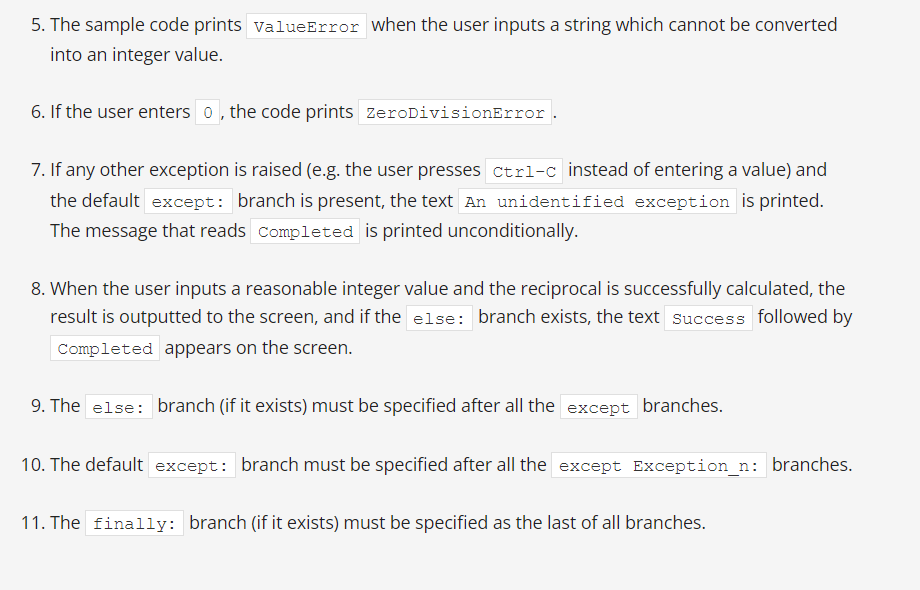 5. The sample code prints ValueError when the user inputs a string which cannot be converted
into an integer value.
6. If the user enters 0 , the code prints ZeroDivisionError .
7. If any other exception is raised (e.g. the user presses Ctrl-C instead of entering a value) and
the default except: branch is present, the text An unidentified exception is printed.
The message that reads Completed is printed unconditionally.
8. When the user inputs a reasonable integer value and the reciprocal is successfully calculated, the
result is outputted to the screen, and if the else: branch exists, the text Success followed by
Completed appears on the screen.
9. The else: branch (if it exists) must be specified after all the except branches.
10. The default except: branch must be specified after all the except Exception_n: branches.
11. The finally: branch (if it exists) must be specified as the last of all branches.